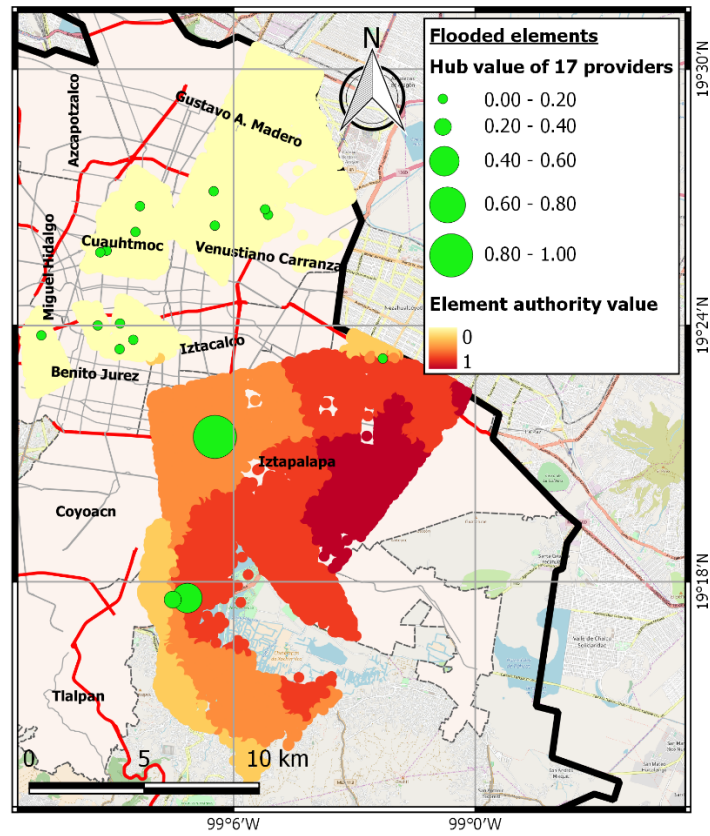 Flooded elements
Hub value of 17 providers
0.00 - 0.20
0.20 - 0.40
0.40 - 0.60
0.60 - 0.80
0.80 - 1.00
Element authority value
0
1
N
19°30′N
Azcapotzalco
Gustavo A. Madero
Miguel Hidalgo
Cuauhtmoc
Venustiano Carranza
19°24′N
Iztacalco
Benito Jurez
Iztapalapa
Coyoacn
19°18′N
Tlalpan
0
5
10 km
99°6′W
99°0′W